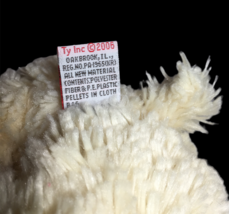 Ty Inc ©2006
OAKBROOK, IL.,
REG.NO.PA-1965(KR)
ALL NEW MATERIAL
CONTENTS:POLYESTER
FIBER & P.E. PLASTIC
PELLETS IN CLOTH